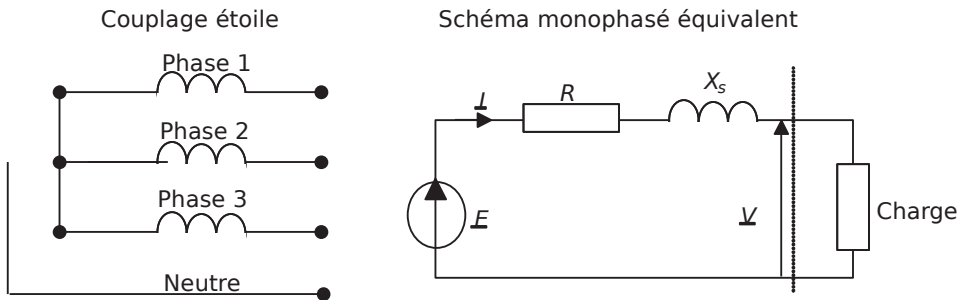 Couplage étoile
Phase 1
Phase 2
Phase 3
Neutre
Schéma monophasé équivalent
I
R
Xs
E
V
Charge